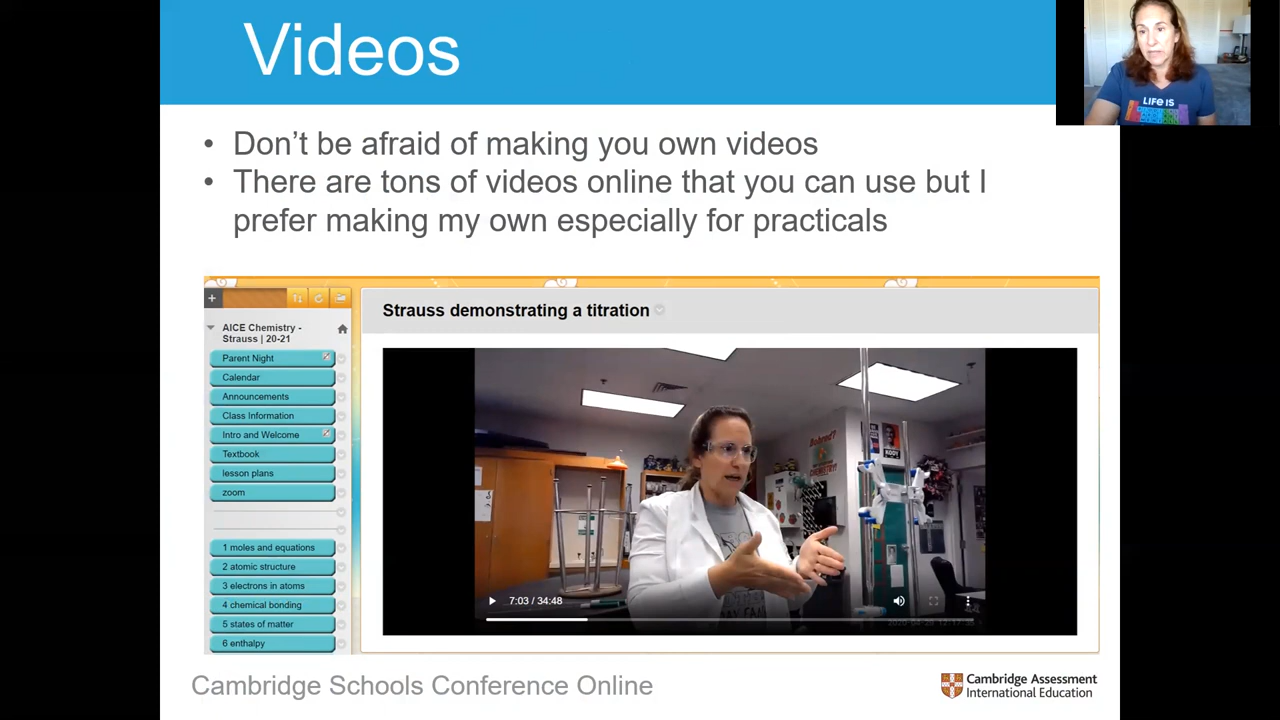 Videos
LIFE IS
• Don't be afraid of making you own videos
• There are tons of videos online that you can use but I
prefer making my own especially for practicals
Strauss demonstrating a titration
AICE Chemistry -
Strauss | 20-21
Parent Night
Calendar
Announcements
Class Information
Intro and Welcome
Textbook
lesson plans
zoom
1 moles and equations
2 atomic structure
3 electrons in atoms
4 chemical bonding
5 states of matter
6 enthalpy
7:03 / 34:48
Cambridge Schools Conference Online
Cambridge Assessment
International Education